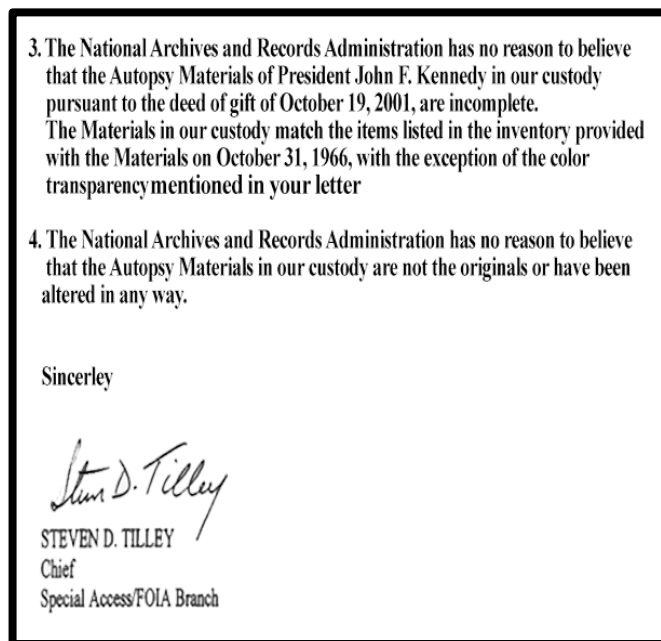 3. The National Archives and Records Administration has no reason to believe
that the Autopsy Materials of President John F. Kennedy in our custody
pursuant to the deed of gift of October 19, 2001, are incomplete.
The Materials in our custody match the items listed in the inventory provided
with the Materials on October 31, 1966, with the exception of the color
transparency mentioned in your letter
4. The National Archives and Records Administration has no reason to believe
that the Autopsy Materials in our custody are not the originals or have been
altered in any way.
Sincerley
Steven D. Tilley
STEVEN D. TILLEY
Chief
Special Access/FOIA Branch